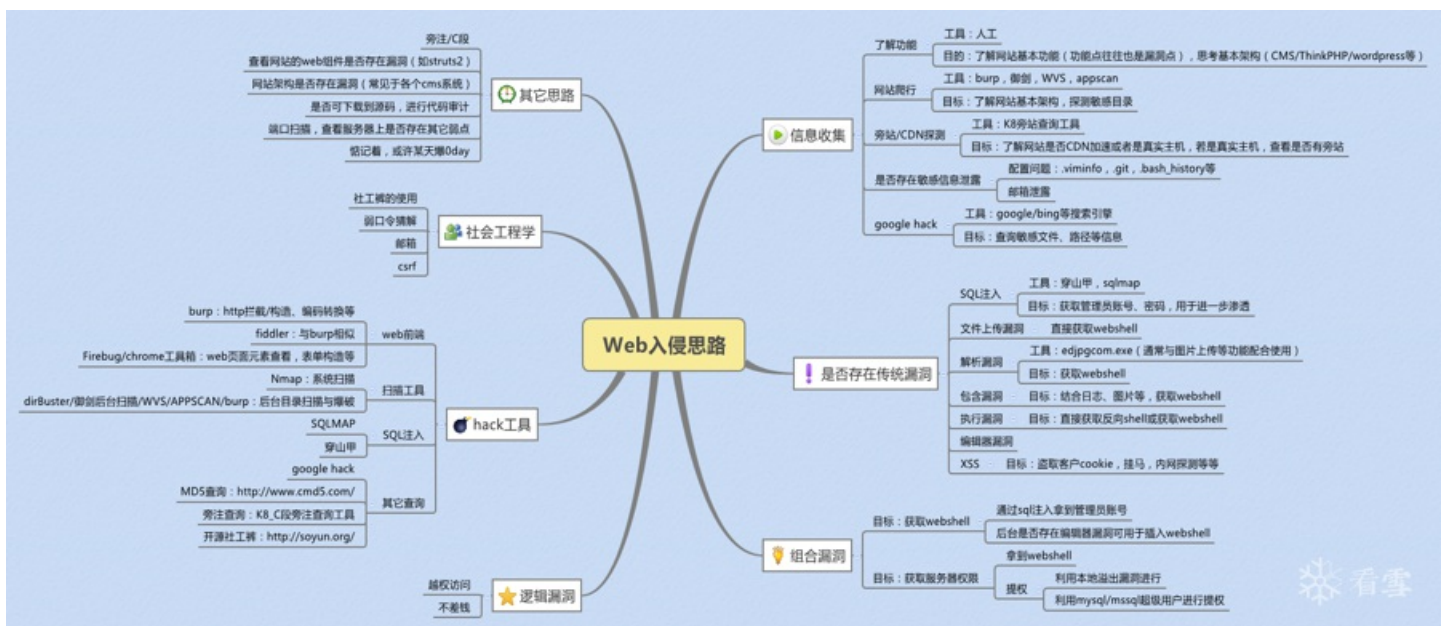 Web入侵思路
信息收集
了解功能
工具：人工
目的：了解网站基本功能（功能点往往也是漏洞点），思考基本架构（CMS/ThinkPHP/wordpress等）
网站爬行
工具：burp，御剑，WVS，appscan
目标：了解网站基本架构，探测敏感目录
旁站/CDN探测
工具：K8旁站查询工具
目标：了解网站是否CDN加速或者是真实主机，若是真实主机，查看是否有旁站
是否存在敏感信息泄露
配置问题：.viminfo，.git，.bash_history等
邮箱泄露
google hack
工具：google/bing等搜索引擎
目标：查询敏感文件、路径等信息
是否存在传统漏洞
SQL注入
工具：穿山甲，sqlmap
目标：获取管理员账号、密码，用于进一步渗透
文件上传漏洞
直接获取webshell
解析漏洞
工具：edjpgcom.exe（通常与图片上传等功能配合使用）
目标：获取webshell
包含漏洞
目标：结合日志、图片等，获取webshell
执行漏洞
目标：直接获取反向shell或获取webshell
编辑器漏洞
XSS
目标：盗取客户cookie，挂马，内网探测等等
组合漏洞
目标：获取webshell
通过sql注入拿到管理员账号
后台是否存在编辑器漏洞可用于插入webshell
目标：获取服务器权限
拿到webshell
提权
利用本地溢出漏洞进行
利用mysql/mssql超级用户进行提权
其它思路
旁注/C段
查看网站的web组件是否存在漏洞（如struts2）
网站架构是否存在漏洞（常见于各个cms系统）
是否可下载到源码，进行代码审计
端口扫描，查看服务器上是否存在其它弱点
惦记着，或许某天爆0day
社会工程学
社工裤的使用
弱口令猜解
邮箱
csrf
hack工具
web前端
burp：http拦截/构造、编码转换等
fiddler：与burp相似
Firebug/chrome工具箱：web页面元素查看，表单构造等
扫描工具
Nmap：系统扫描
dirBuster/御剑后台扫描/WVS/APPSCAN/burp：后台目录扫描与爆破
SQL注入
SQLMAP
穿山甲
其它查询
google hack
MD5查询：http://www.cmd5.com/
旁注查询：K8_C段旁注查询工具
开源社工裤：http://soyun.org/
逻辑漏洞
越权访问
不差钱
看雪